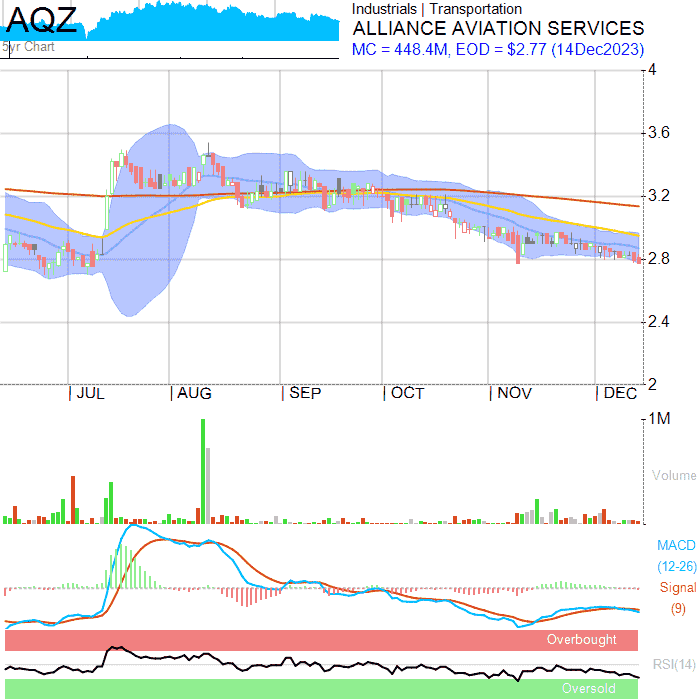 AQZ
5yr Chart
Industrials | Transportation
ALLIANCE AVIATION SERVICES
MC = 448.4M, EOD = $2.77 (14Dec2023)
4
3.6
3.2
2.8
2.4
2
| JUL | AUG | SEP | OCT | NOV | DEC
1M
Volume
MACD
(12-26)
Signal
(9)
Overbought
RSI(14)
Oversold